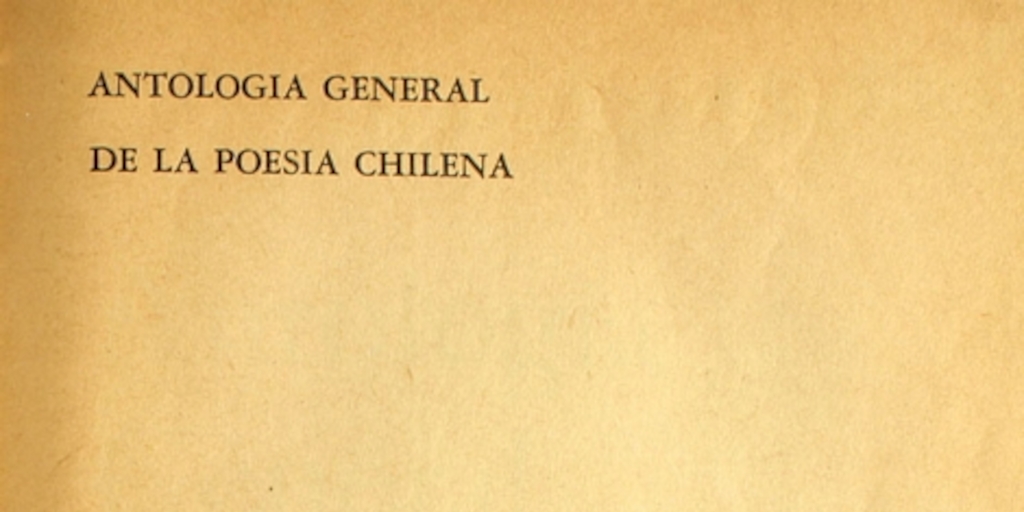 ANTOLOGIA GENERAL
DE LA POESIA CHILENA